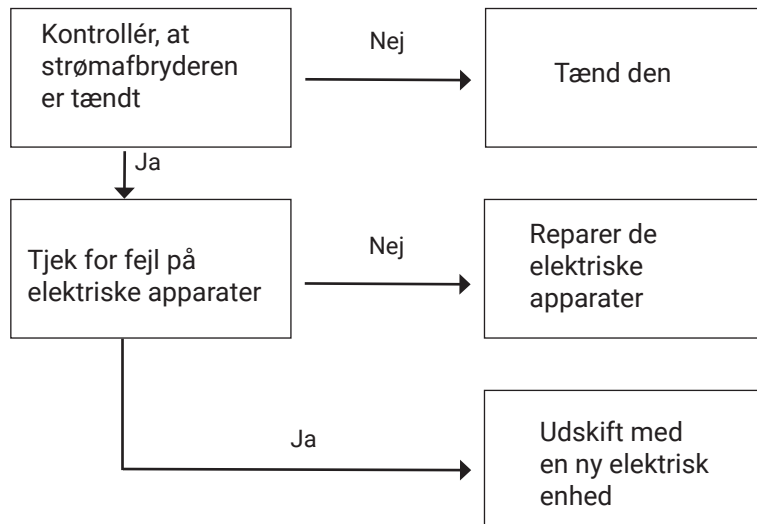 Kontrollér, at
strømafbryderen
er tændt
Nej
Tænd den
Ja
Tjek for fejl på
elektriske apparater
Nej
Reparer de
elektriske
apparater
Ja
Udskift med
en ny elektrisk
enhed